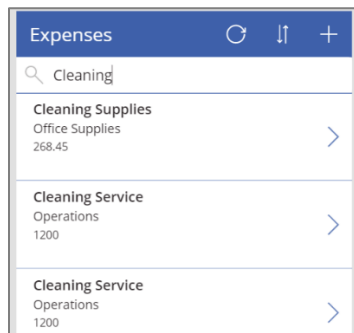 Expenses
Cleaning
Cleaning Supplies
Office Supplies
268.45
Cleaning Service
Operations
1200
Cleaning Service
Operations
1200